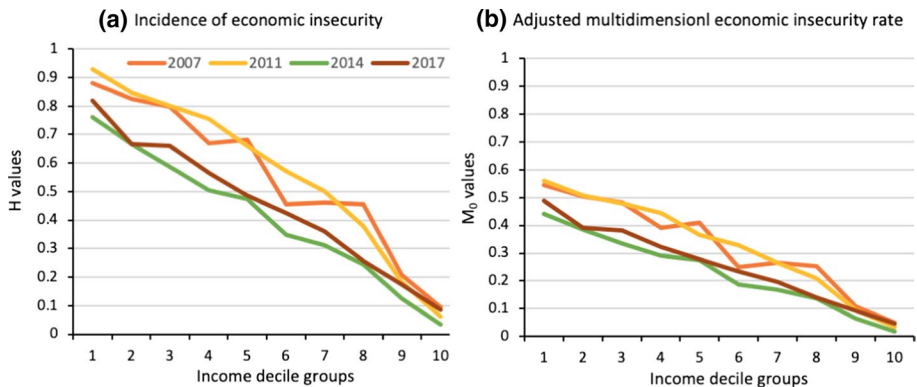 (a) Incidence of economic insecurity
2007 2011 2014 2017
H values
1
0.9
0.8
0.7
0.6
0.5
0.4
0.3
0.2
0.1
0
1 2 3 4 5 6 7 8 9 10
Income decile groups
(b) Adjusted multidimensionl economic insecurity rate
M0 values
1
0.9
0.8
0.7
0.6
0.5
0.4
0.3
0.2
0.1
0
1 2 3 4 5 6 7 8 9 10
Income decile groups